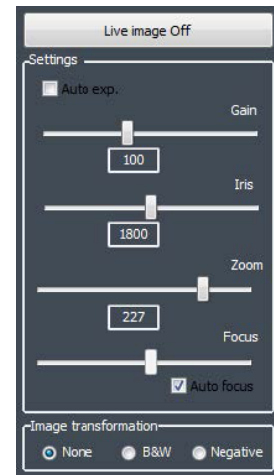 Live image Off
Settings
Auto exp.
Gain
100
Iris
1800
Zoom
227
Focus
Auto focus
Image transformation
None B&W Negative